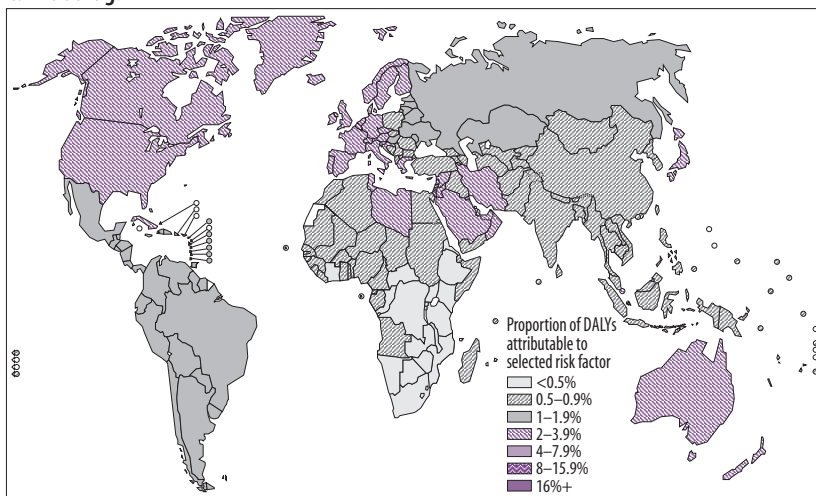 Proportion of DALYs
attributable to
selected risk factor
<0.5%
0.5–0.9%
1–1.9%
2–3.9%
4–7.9%
8–15.9%
16%+